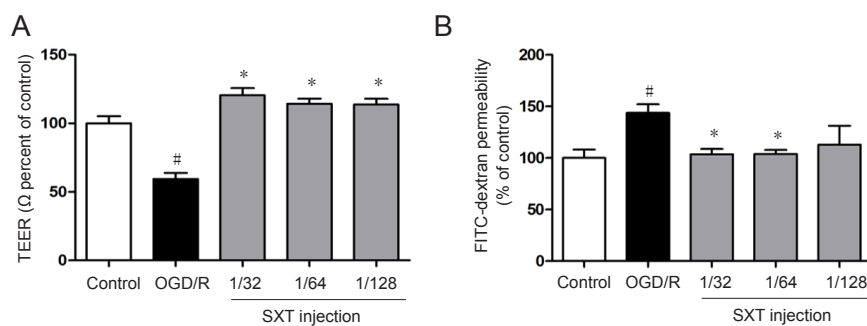 A
TEER (Ω percent of control)
150
100
50
0
*
*
*
#
Control OGD/R 1/32 1/64 1/128
SXT injection
B
FITC-dextran permeability
(% of control)
200
150
100
50
0
#
*
*
Control OGD/R 1/32 1/64 1/128
SXT injection